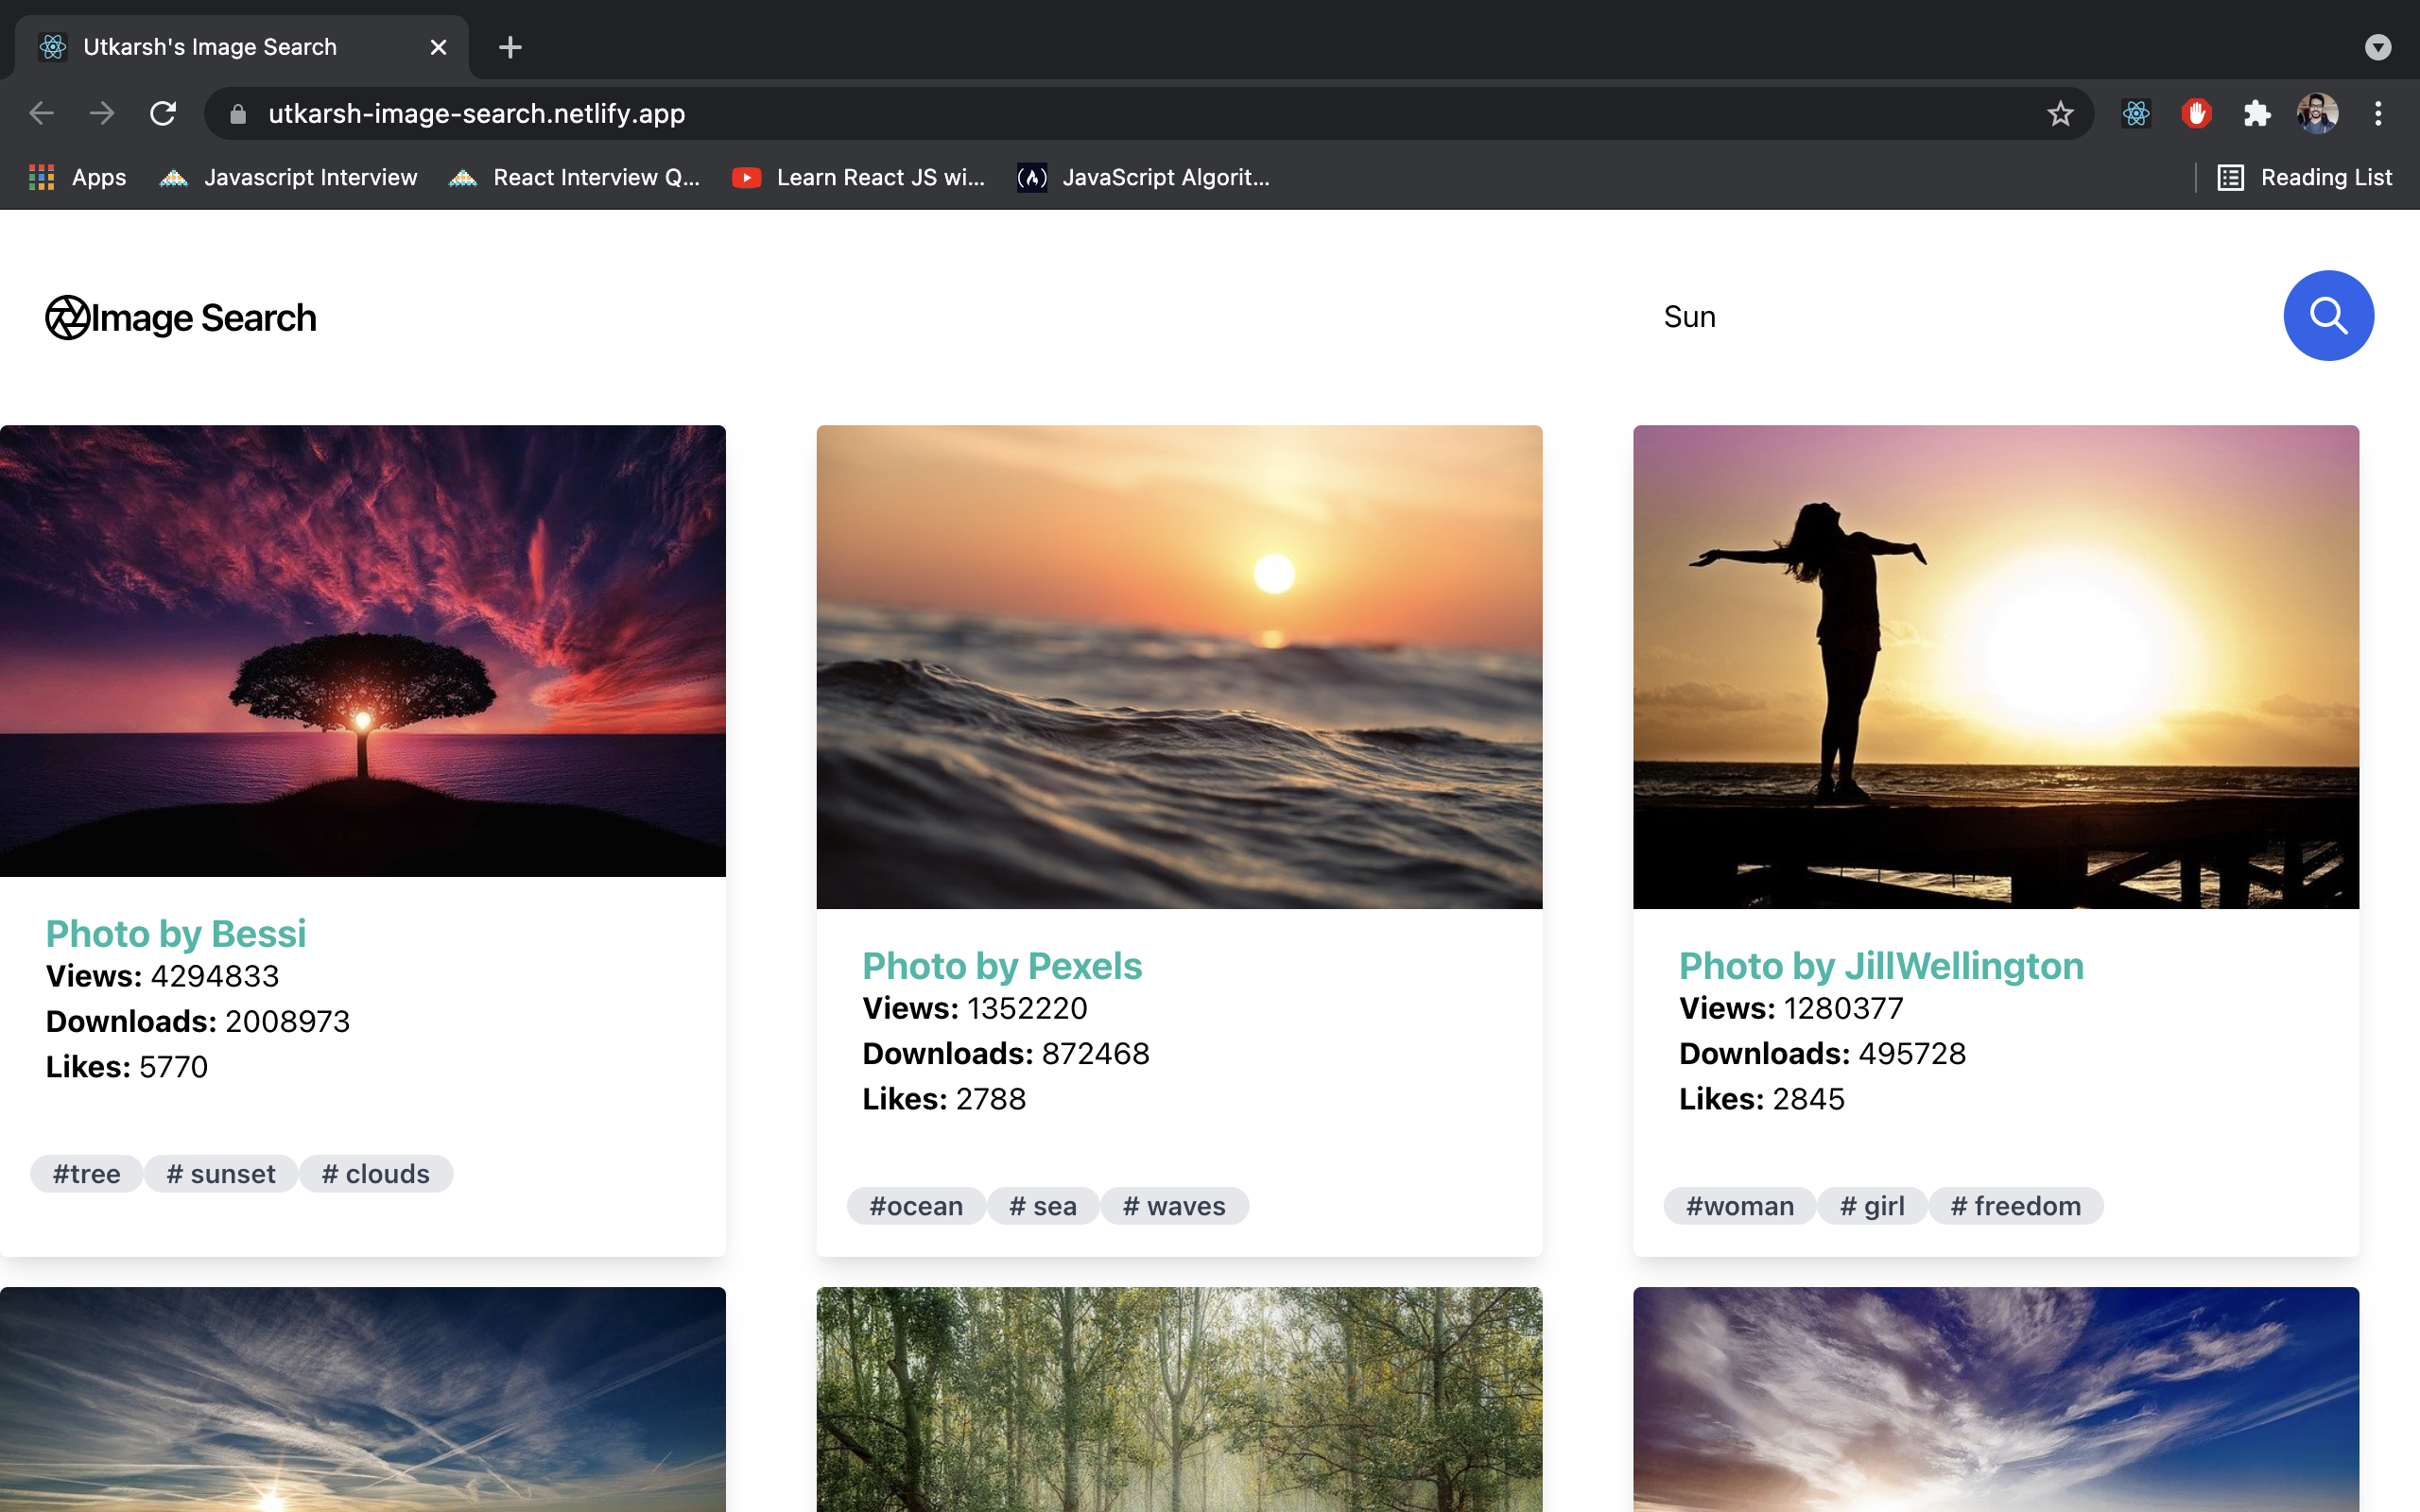 Utkarsh's Image Search
utkarsh-image-search.netlify.app
Apps Javascript Interview React Interview Q... Learn React JS wi... JavaScript Algorit... Reading List
Image Search Sun
Photo by Bessi
Views: 4294833
Downloads: 2008973
Likes: 5770
#tree # sunset # clouds
Photo by Pexels
Views: 1352220
Downloads: 872468
Likes: 2788
#ocean # sea # waves
Photo by JillWellington
Views: 1280377
Downloads: 495728
Likes: 2845
#woman # girl # freedom